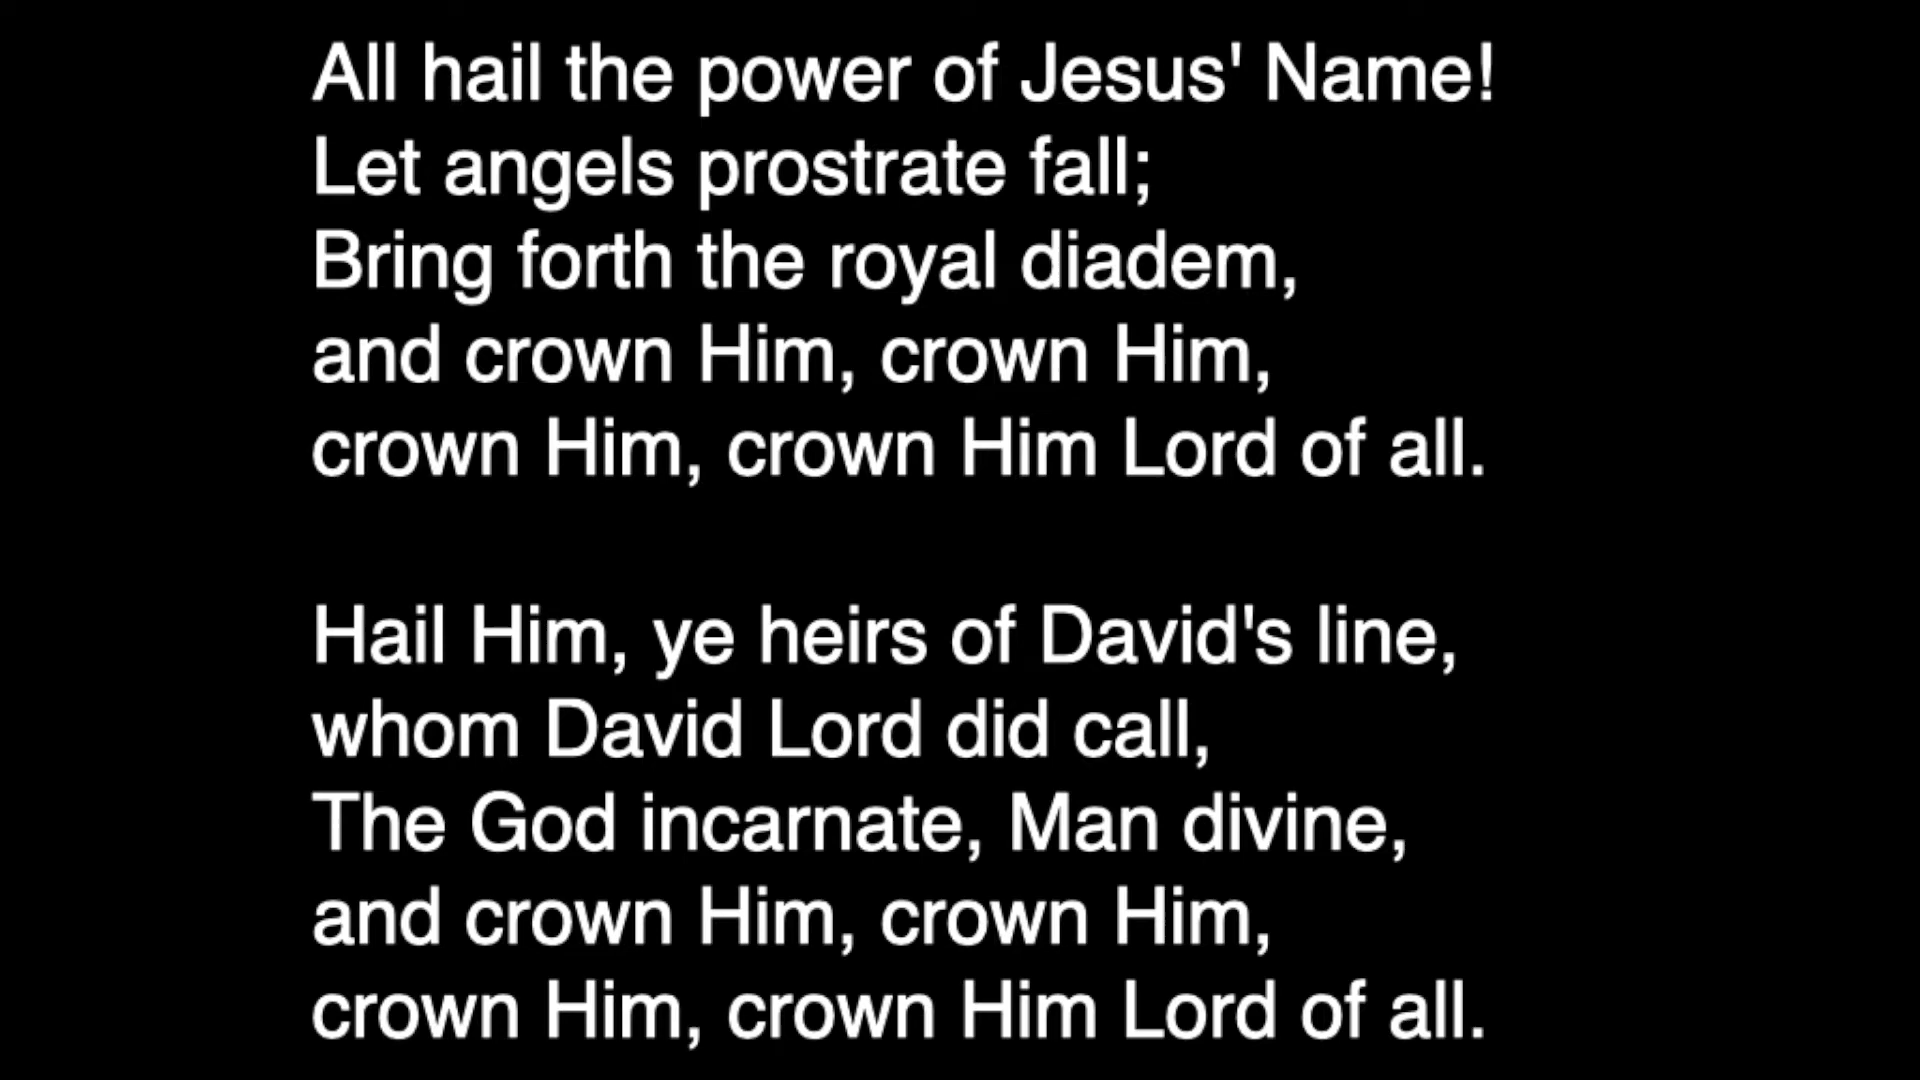 All hail the power of Jesus' Name!
Let angels prostrate fall;
Bring forth the royal diadem,
and crown Him, crown Him,
crown Him, crown Him Lord of all.
Hail Him, ye heirs of David's line,
whom David Lord did call,
The God incarnate, Man divine,
and crown Him, crown Him,
crown Him, crown Him Lord of all.